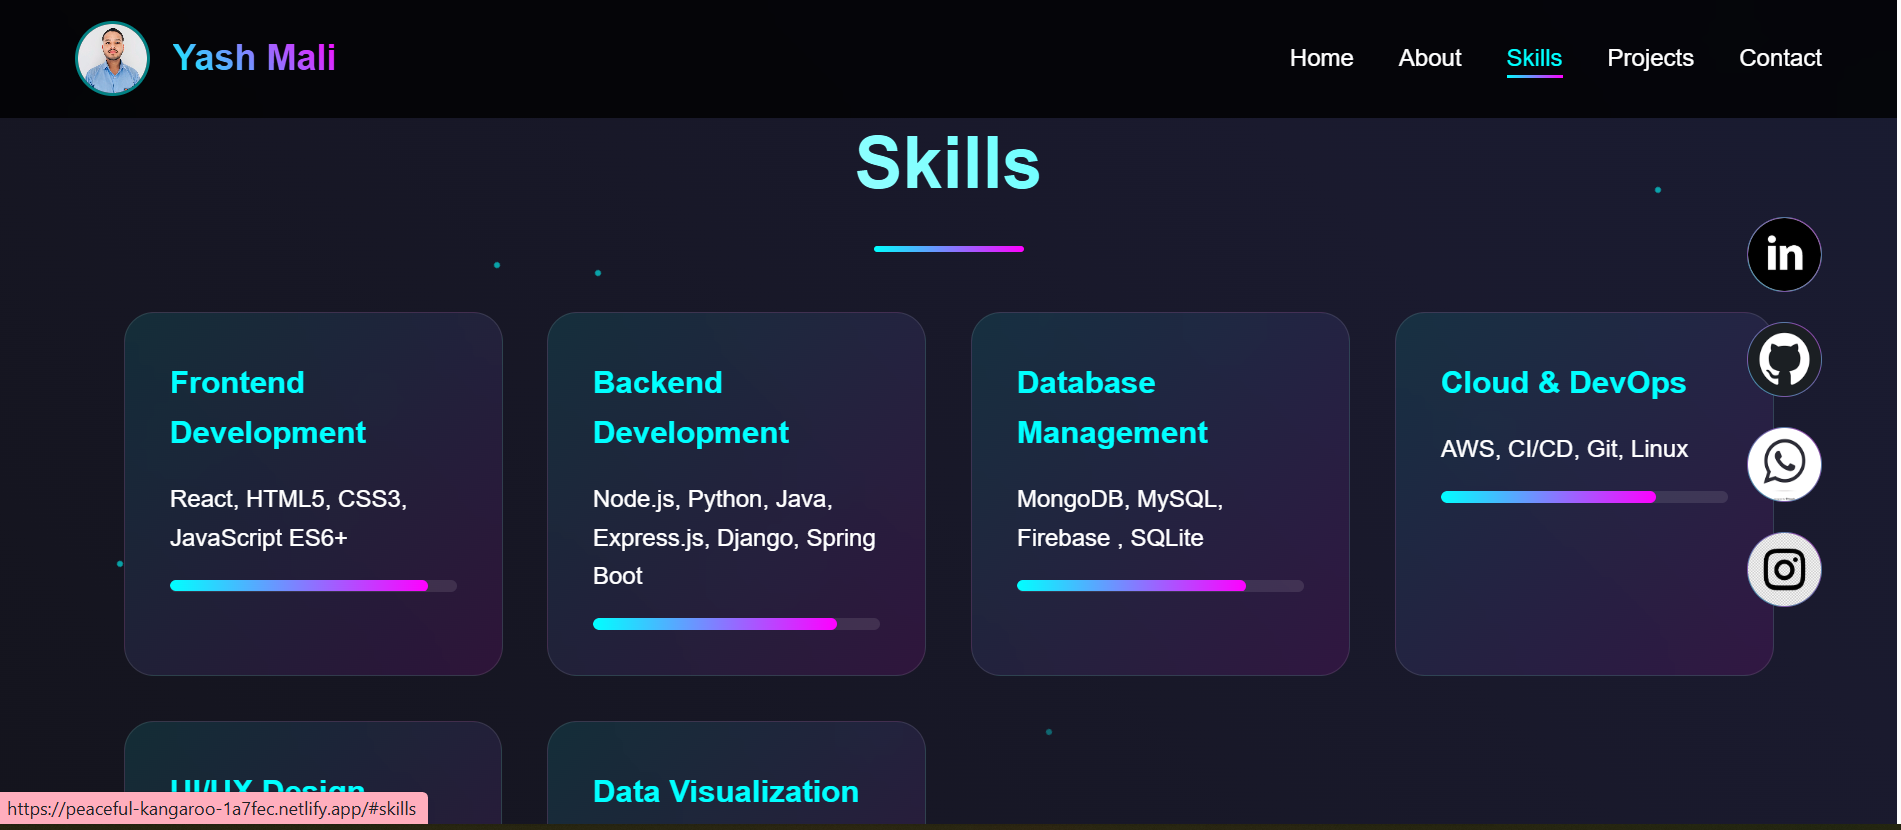 Yash Mali
Home
About
Skills
Projects
Contact
Skills
in
Frontend
Development
React, HTML5, CSS3,
JavaScript ES6+
Backend
Development
Node.js, Python, Java,
Express.js, Django, Spring
Boot
Database
Management
MongoDB, MySQL,
Firebase , SQLite
Cloud & DevOps
AWS, CI/CD, Git, Linux
UI/UX Design
Data Visualization
https://peaceful-kangaroo-1a7fec.netlify.app/#skills